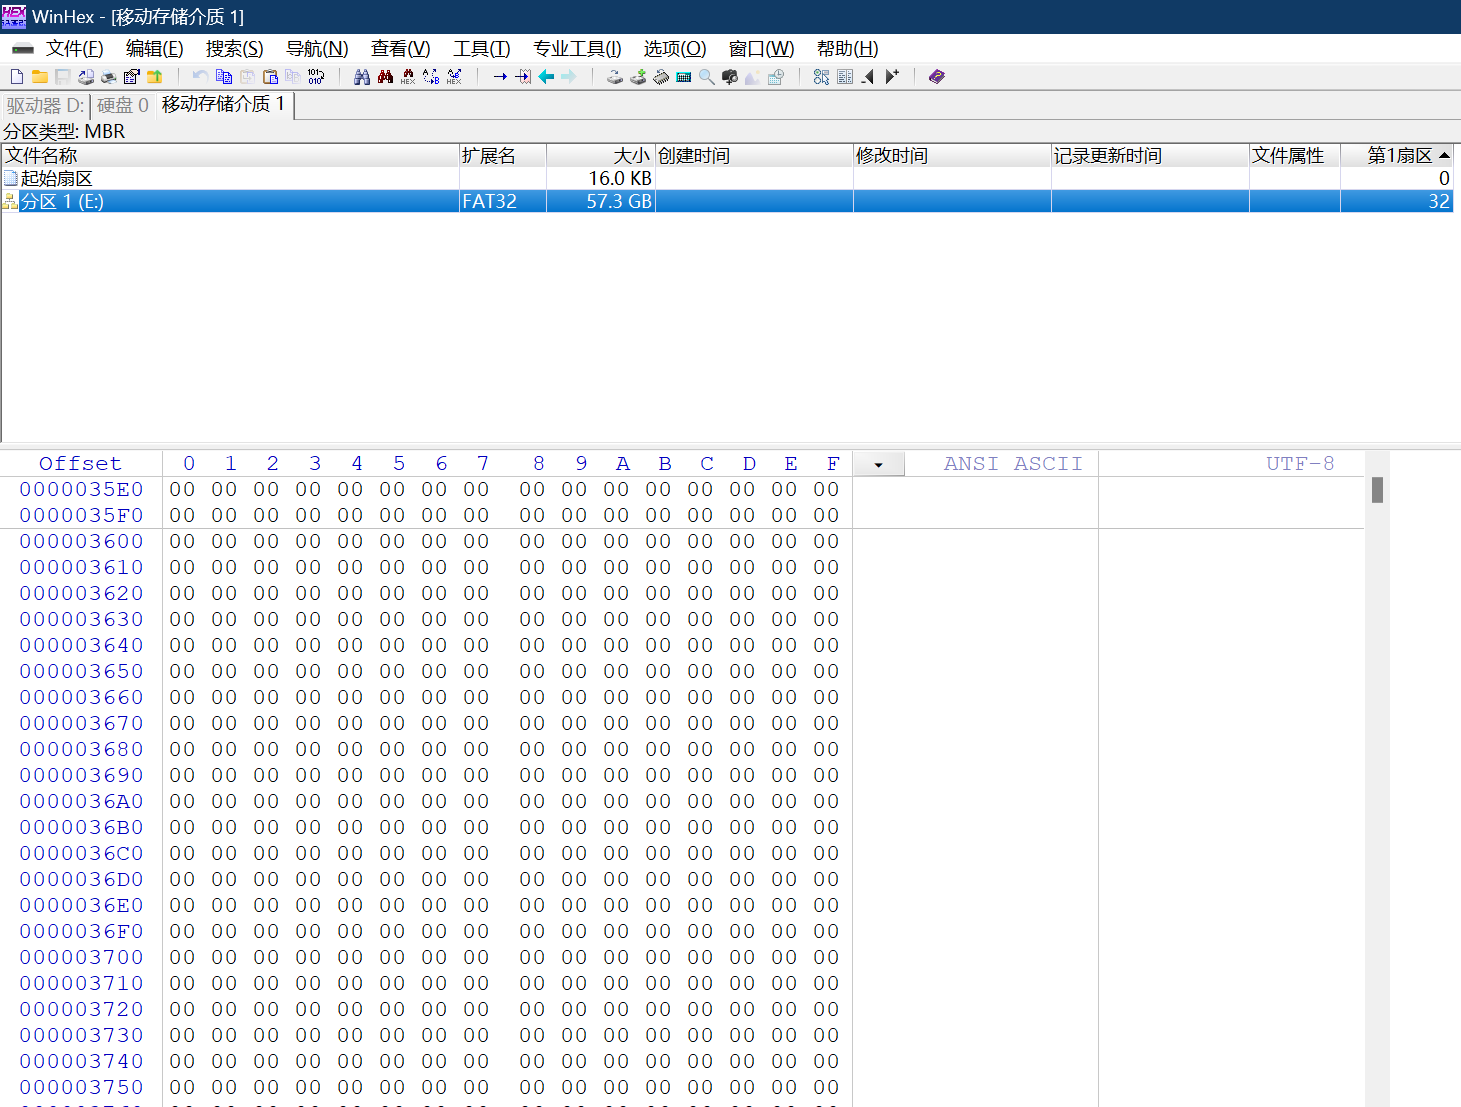 WinHex - [移动存储介质 1]
文件(F) 编辑(E) 搜索(S) 导航(N) 查看(V) 工具(T) 专业工具(I) 选项(O) 窗口(W) 帮助(H)
驱动器 D: 硬盘 0 移动存储介质 1
分区类型: MBR
文件名称 扩展名 大小 创建时间 修改时间 记录更新时间 文件属性 第1扇区
起始扇区 16.0 KB 0
分区 1 (E:) FAT32 57.3 GB 32
Offset 0 1 2 3 4 5 6 7 8 9 A B C D E F ANSI ASCII UTF-8
0000035E0 00 00 00 00 00 00 00 00 00 00 00 00 00 00 00 00
0000035F0 00 00 00 00 00 00 00 00 00 00 00 00 00 00 00 00
000003600 00 00 00 00 00 00 00 00 00 00 00 00 00 00 00 00
000003610 00 00 00 00 00 00 00 00 00 00 00 00 00 00 00 00
000003620 00 00 00 00 00 00 00 00 00 00 00 00 00 00 00 00
000003630 00 00 00 00 00 00 00 00 00 00 00 00 00 00 00 00
000003640 00 00 00 00 00 00 00 00 00 00 00 00 00 00 00 00
000003650 00 00 00 00 00 00 00 00 00 00 00 00 00 00 00 00
000003660 00 00 00 00 00 00 00 00 00 00 00 00 00 00 00 00
000003670 00 00 00 00 00 00 00 00 00 00 00 00 00 00 00 00
000003680 00 00 00 00 00 00 00 00 00 00 00 00 00 00 00 00
000003690 00 00 00 00 00 00 00 00 00 00 00 00 00 00 00 00
0000036A0 00 00 00 00 00 00 00 00 00 00 00 00 00 00 00 00
0000036B0 00 00 00 00 00 00 00 00 00 00 00 00 00 00 00 00
0000036C0 00 00 00 00 00 00 00 00 00 00 00 00 00 00 00 00
0000036D0 00 00 00 00 00 00 00 00 00 00 00 00 00 00 00 00
0000036E0 00 00 00 00 00 00 00 00 00 00 00 00 00 00 00 00
0000036F0 00 00 00 00 00 00 00 00 00 00 00 00 00 00 00 00
000003700 00 00 00 00 00 00 00 00 00 00 00 00 00 00 00 00
000003710 00 00 00 00 00 00 00 00 00 00 00 00 00 00 00 00
000003720 00 00 00 00 00 00 00 00 00 00 00 00 00 00 00 00
000003730 00 00 00 00 00 00 00 00 00 00 00 00 00 00 00 00
000003740 00 00 00 00 00 00 00 00 00 00 00 00 00 00 00 00
000003750 00 00 00 00 00 00 00 00 00 00 00 00 00 00 00 00